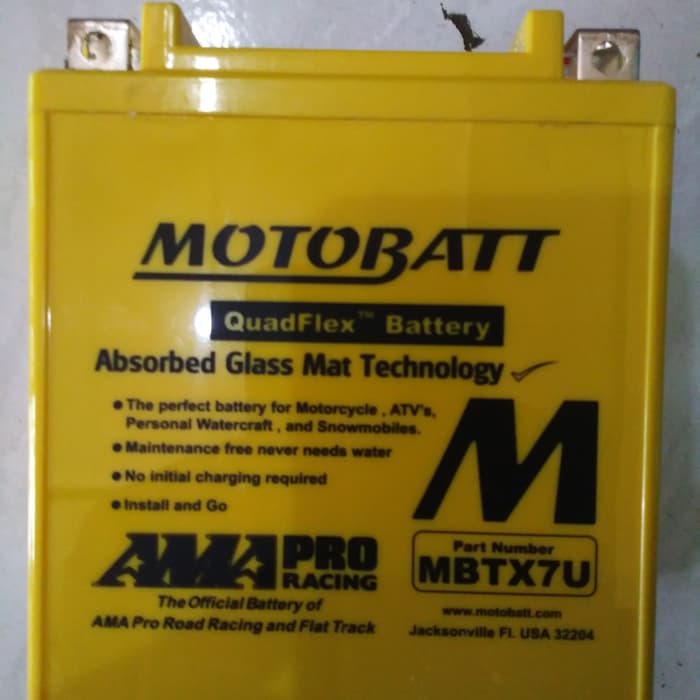 MOTOBATT
QuadFlex™ Battery
Absorbed Glass Mat Technology
• The perfect battery for Motorcycle , ATV's,
Personal Watercraft , and Snowmobiles.
• Maintenance free never needs water
• No initial charging required
• Install and Go
M
AMA PRO
RACING
The Official Battery of
AMA Pro Road Racing and Flat Track
Part Number
MBTX7U
www.motobatt.com
Jacksonville Fl. USA 32204